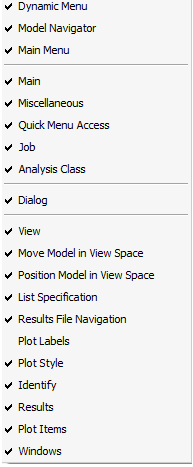 Dynamic Menu
Model Navigator
Main Menu
Main
Miscellaneous
Quick Menu Access
Job
Analysis Class
Dialog
View
Move Model in View Space
Position Model in View Space
List Specification
Results File Navigation
Plot Labels
Plot Style
Identify
Results
Plot Items
Windows